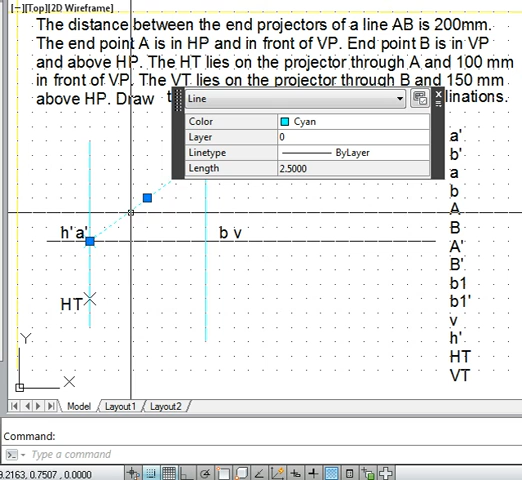 [−][Top][2D Wireframe]
The distance between the end projectors of a line AB is 200mm.
The end point A is in HP and in front of VP. End point B is in VP
and above HP. The HT lies on the projector through A and 100 mm
in front of VP. The VT lies on the projector through B and 150 mm
above HP. Draw t linations.
Line
Color Cyan
Layer 0
Linetype ByLayer
Length 2.5000
a'
b'
a
b
A
B
A'
B'
b1
b1'
v
h'
HT
VT
h'a' b v
HT
Y
X
Model Layout1 Layout2
Command:
Type a command
9.2163, 0.7507 , 0.0000